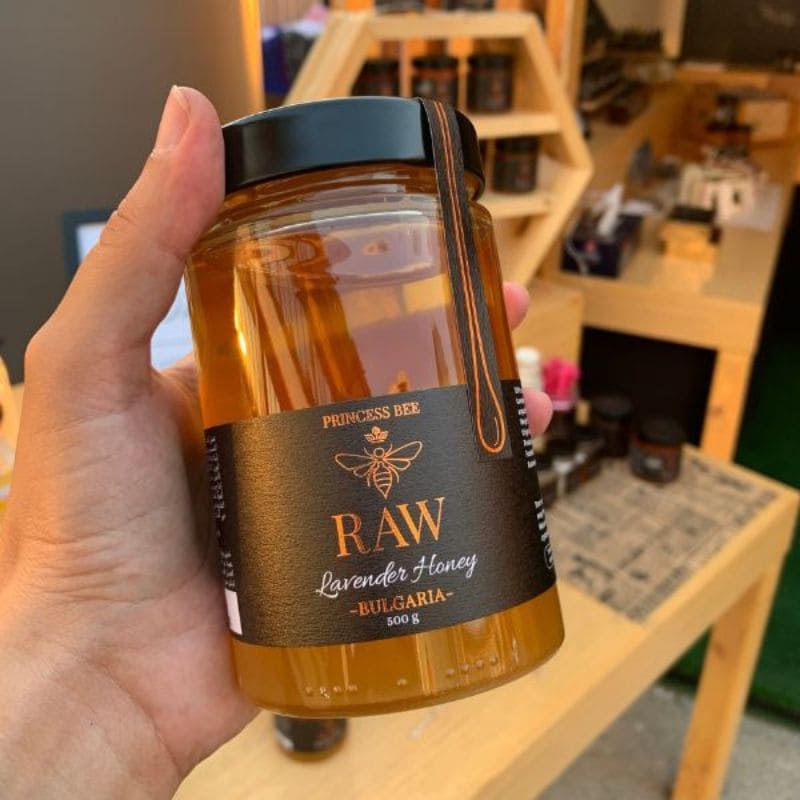 PRINCESS BEE
RAW
Lavender Honey
-BULGARIA-
500 g